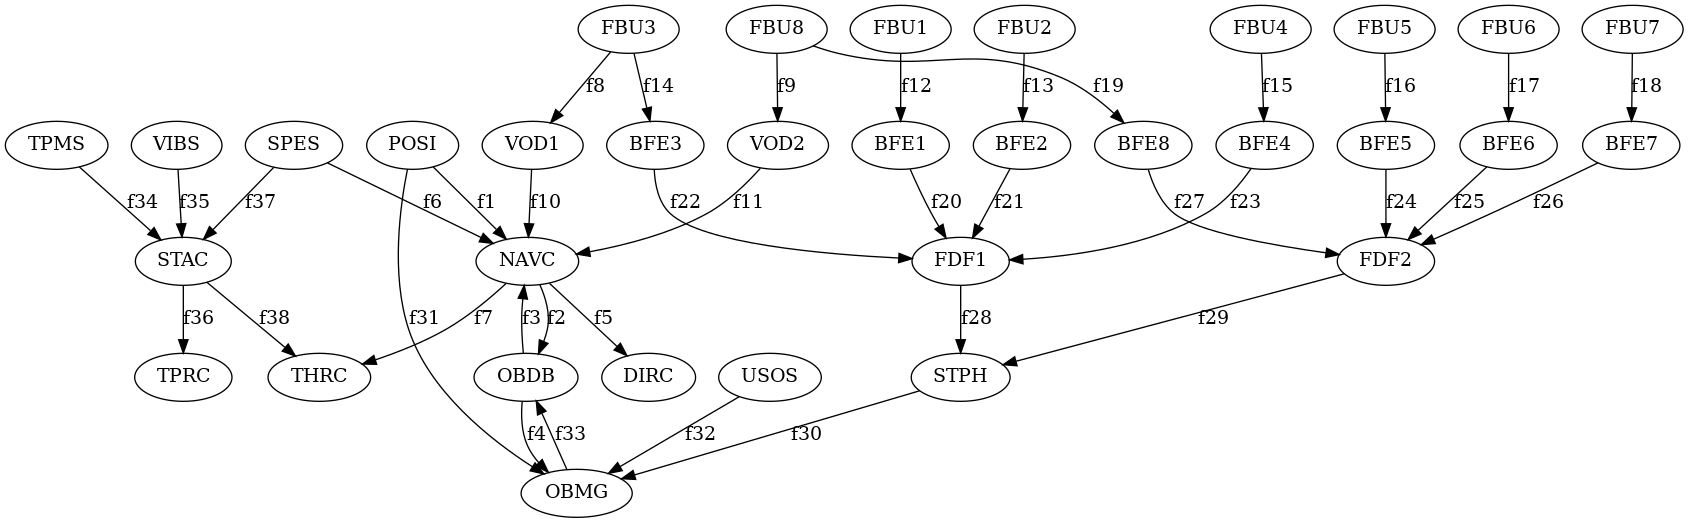 FBU3 FBU8 FBU1 FBU2 FBU4 FBU5 FBU6 FBU7
f8 f14 f9 f19 f12 f13 f15 f16 f17 f18
TPMS VIBS SPES POSI VOD1 BFE3 VOD2 BFE1 BFE2 BFE8 BFE4 BFE5 BFE6 BFE7
f34 f35 f37 f6 f1 f10 f22 f11 f20 f21 f27 f23 f24 f25 f26
STAC NAVC FDF1 FDF2
f36 f38 f31 f7 f3 f2 f5 f28 f29
TPRC THRC OBDB DIRC USOS STPH
f4 f33 f32 f30
OBMG